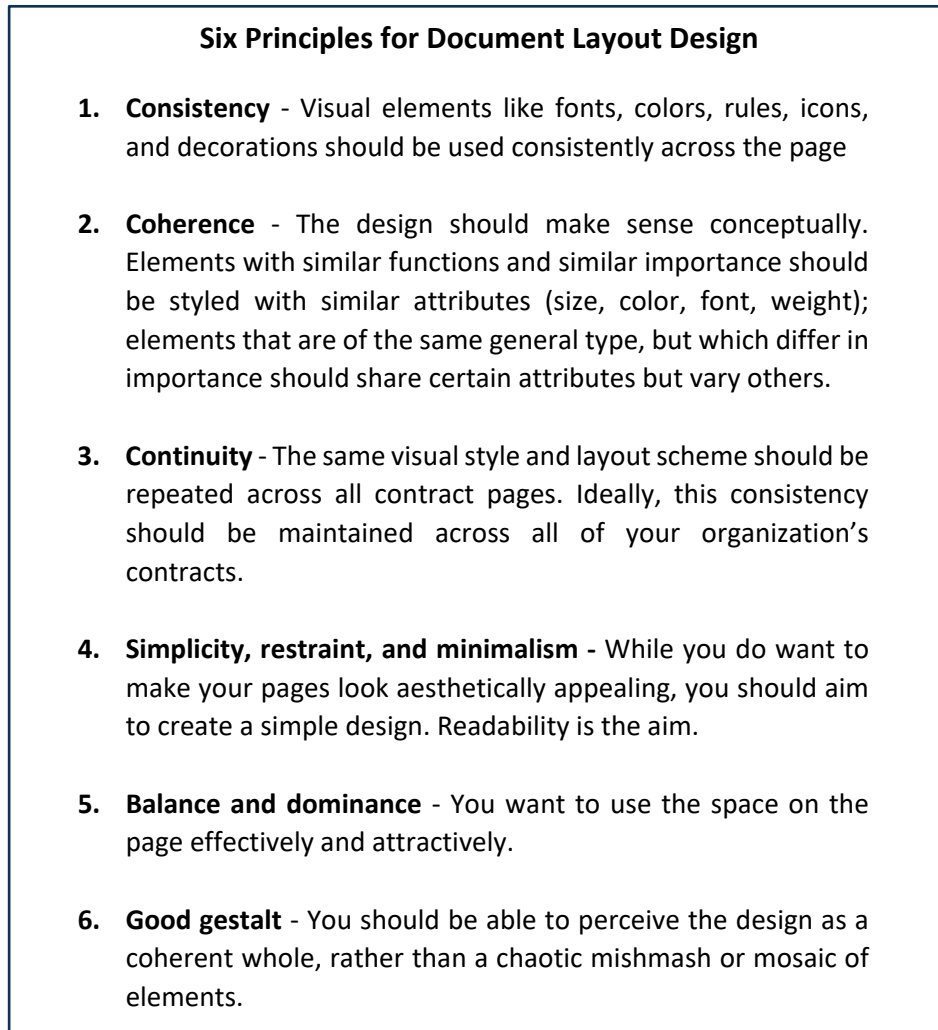 Six Principles for Document Layout Design
1. Consistency - Visual elements like fonts, colors, rules, icons,
and decorations should be used consistently across the page
2. Coherence - The design should make sense conceptually.
Elements with similar functions and similar importance should
be styled with similar attributes (size, color, font, weight);
elements that are of the same general type, but which differ in
importance should share certain attributes but vary others.
3. Continuity - The same visual style and layout scheme should be
repeated across all contract pages. Ideally, this consistency
should be maintained across all of your organization’s
contracts.
4. Simplicity, restraint, and minimalism - While you do want to
make your pages look aesthetically appealing, you should aim
to create a simple design. Readability is the aim.
5. Balance and dominance - You want to use the space on the
page effectively and attractively.
6. Good gestalt - You should be able to perceive the design as a
coherent whole, rather than a chaotic mishmash or mosaic of
elements.